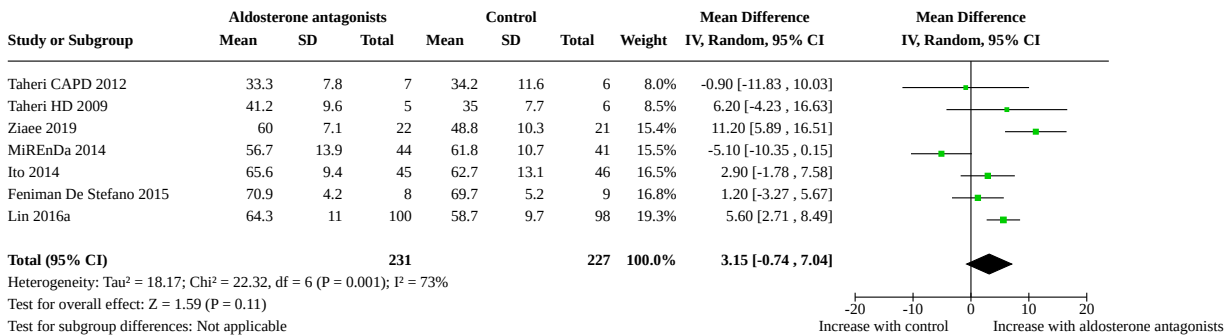 Aldosterone antagonists Control Mean Difference Mean Difference
Study or Subgroup Mean SD Total Mean SD Total Weight IV, Random, 95% CI IV, Random, 95% CI
Taheri CAPD 2012 33.3 7.8 7 34.2 11.6 6 8.0% -0.90 [-11.83 , 10.03]
Taheri HD 2009 41.2 9.6 5 35 7.7 6 8.5% 6.20 [-4.23 , 16.63]
Ziaee 2019 60 7.1 22 48.8 10.3 21 15.4% 11.20 [5.89 , 16.51]
MiREnDa 2014 56.7 13.9 44 61.8 10.7 41 15.5% -5.10 [-10.35 , 0.15]
Ito 2014 65.6 9.4 45 62.7 13.1 46 16.5% 2.90 [-1.78 , 7.58]
Feniman De Stefano 2015 70.9 4.2 8 69.7 5.2 9 16.8% 1.20 [-3.27 , 5.67]
Lin 2016a 64.3 11 100 58.7 9.7 98 19.3% 5.60 [2.71 , 8.49]
Total (95% CI) 231 227 100.0% 3.15 [-0.74 , 7.04]
Heterogeneity: Tau² = 18.17; Chi² = 22.32, df = 6 (P = 0.001); I² = 73%
Test for overall effect: Z = 1.59 (P = 0.11)
-20 -10 0 10 20
Test for subgroup differences: Not applicable
Increase with control Increase with aldosterone antagonists